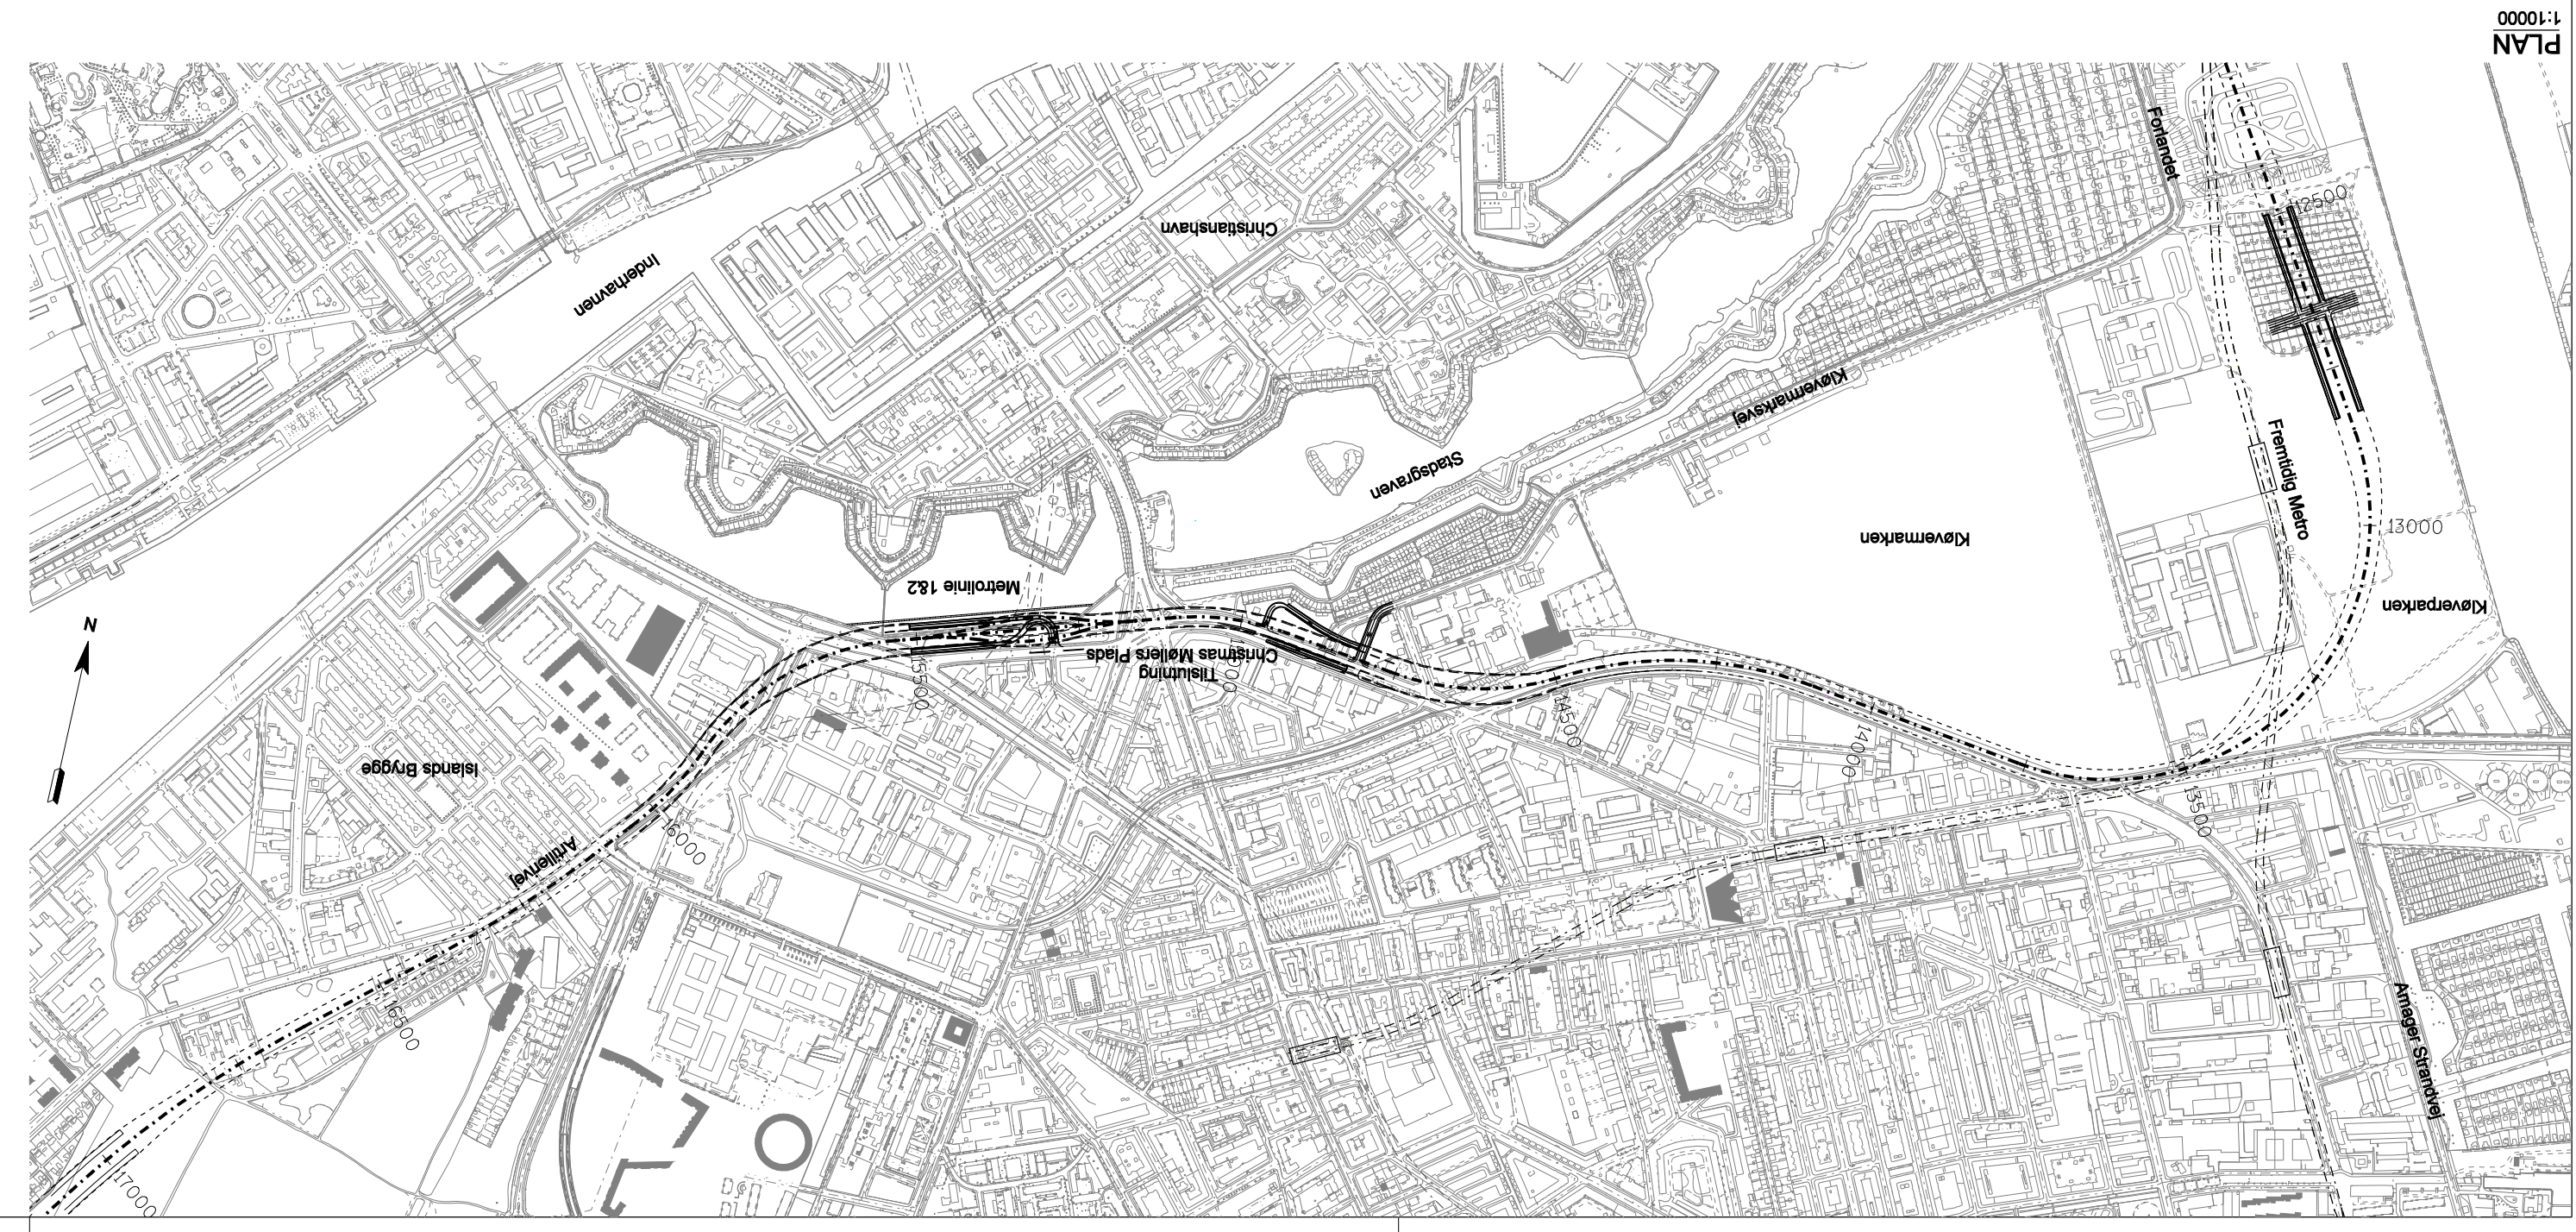 PLAN
1:10000
Forlandet
12500
Christianshavn
Inderhavnen
Kløvermarksvej
Stadsgraven
Fremtidig Metro
13000
Kløvermarken
Metrolinie 1&2
Kløverparken
N
Tilslutning
Christmas Møllers Plads
15500
15000
14500
14000
13500
Islands Brygge
16000
Artillerivej
16500
Amager Strandvej
17000